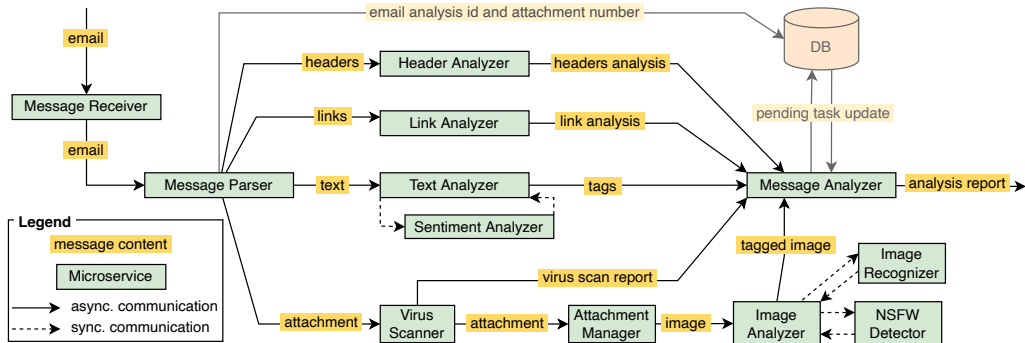 email
email analysis id and attachment number
DB
Message Receiver
headers
Header Analyzer
headers analysis
pending task update
links
Link Analyzer
link analysis
email
Message Parser
text
Text Analyzer
tags
Message Analyzer
analysis report
Sentiment Analyzer
Legend
message content
Microservice
async. communication
sync. communication
virus scan report
tagged image
attachment
Virus
Scanner
attachment
Attachment
Manager
image
Image
Analyzer
Image
Recognizer
NSFW
Detector